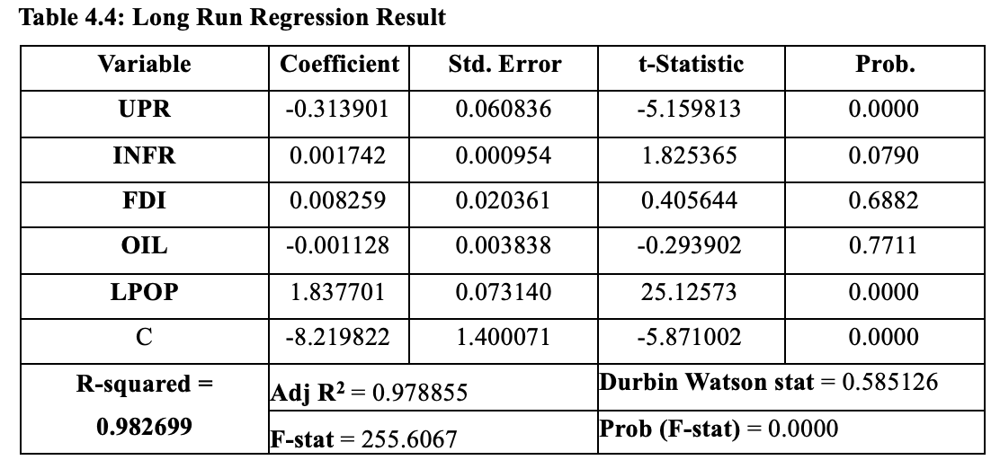 Table 4.4: Long Run Regression Result
Variable Coefficient Std. Error t-Statistic Prob.
UPR -0.313901 0.060836 -5.159813 0.0000
INFR 0.001742 0.000954 1.825365 0.0790
FDI 0.008259 0.020361 0.405644 0.6882
OIL -0.001128 0.003838 -0.293902 0.7711
LPOP 1.837701 0.073140 25.12573 0.0000
C -8.219822 1.400071 -5.871002 0.0000
R-squared =
0.982699
Adj R² = 0.978855
Durbin Watson stat = 0.585126
F-stat = 255.6067
Prob (F-stat) = 0.0000